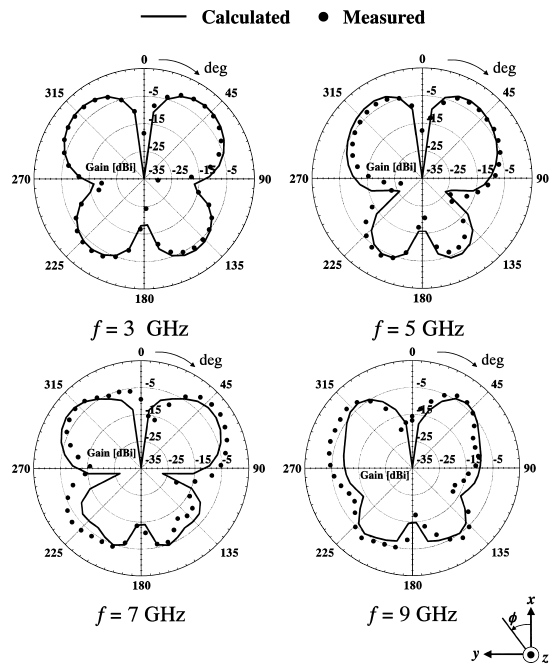 Calculated Measured
0 0
deg deg
315 45 315 45
-5 -5
-15 -15
-25 -25
Gain [dBi] -35 -25 -15 -5 Gain [dBi] -35 -25 -15 -5
270 90 270 90
225 135 225 135
180 180
f = 3 GHz f = 5 GHz
0 0
deg deg
315 45 315 45
-5 -5
-15 -15
-25 -25
Gain [dBi] -35 -25 -15 -5 -35 -25 -15 -5
Gain [dBi]
270 90 270 90
225 135 225 135
180 180
f = 7 GHz f = 9 GHz
x
ϕ
y z